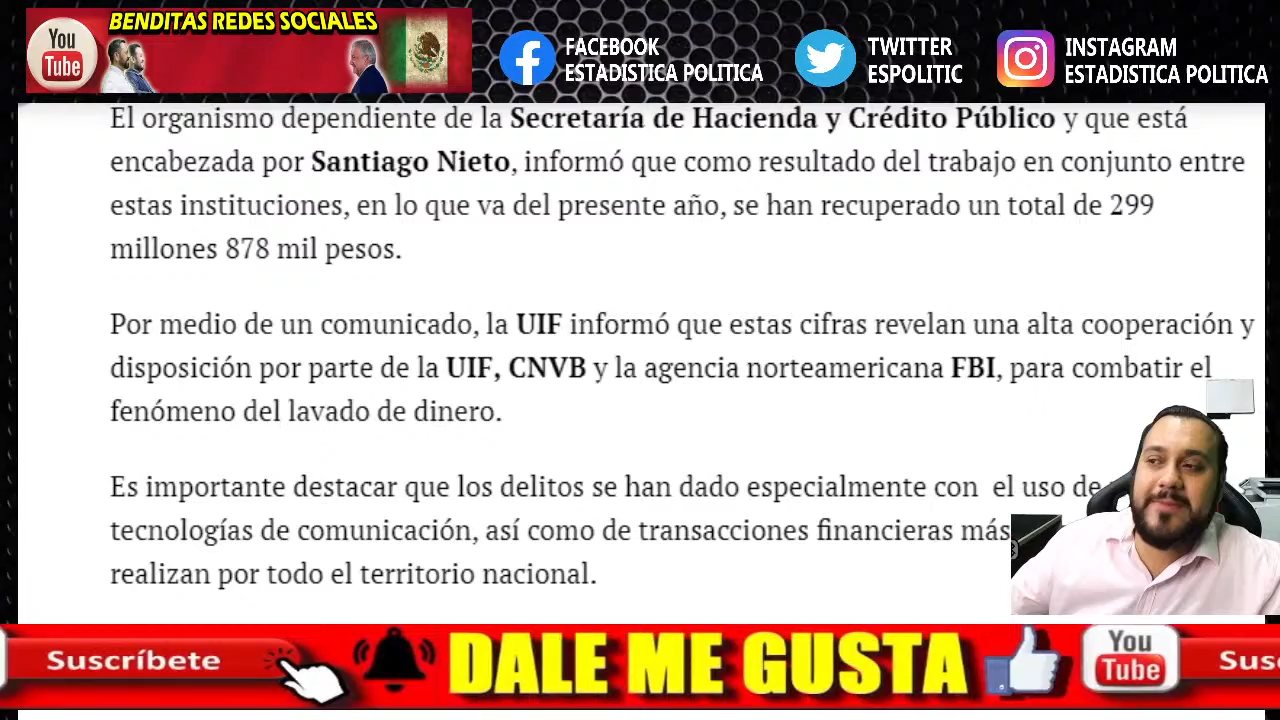 You
Tube
BENDITAS REDES SOCIALES
FACEBOOK
ESTADISTICA POLITICA
TWITTER
ESPOLITIC
INSTAGRAM
ESTADISTICA POLITICA
El organismo dependiente de la Secretaría de Hacienda y Crédito Público y que está
encabezada por Santiago Nieto, informó que como resultado del trabajo en conjunto entre
estas instituciones, en lo que va del presente año, se han recuperado un total de 299
millones 878 mil pesos.
Por medio de un comunicado, la UIF informó que estas cifras revelan una alta cooperación y
disposición por parte de la UIF, CNVB y la agencia norteamericana FBI, para combatir el
fenómeno del lavado de dinero.
Es importante destacar que los delitos se han dado especialmente con el uso de
tecnologías de comunicación, así como de transacciones financieras más
realizan por todo el territorio nacional.
Suscríbete
DALE ME GUSTA
You
Tube
Sus